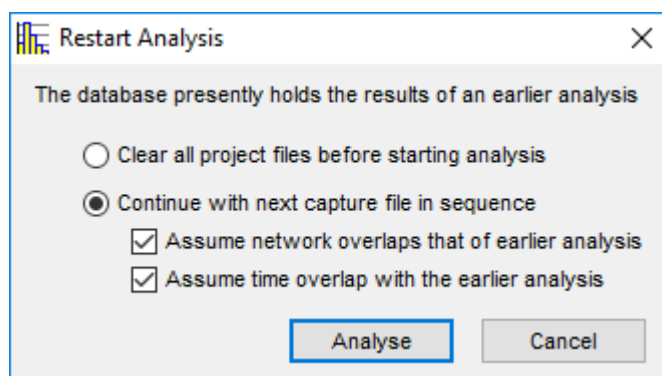 Restart Analysis
The database presently holds the results of an earlier analysis
Clear all project files before starting analysis
Continue with next capture file in sequence
Assume network overlaps that of earlier analysis
Assume time overlap with the earlier analysis
Analyse Cancel